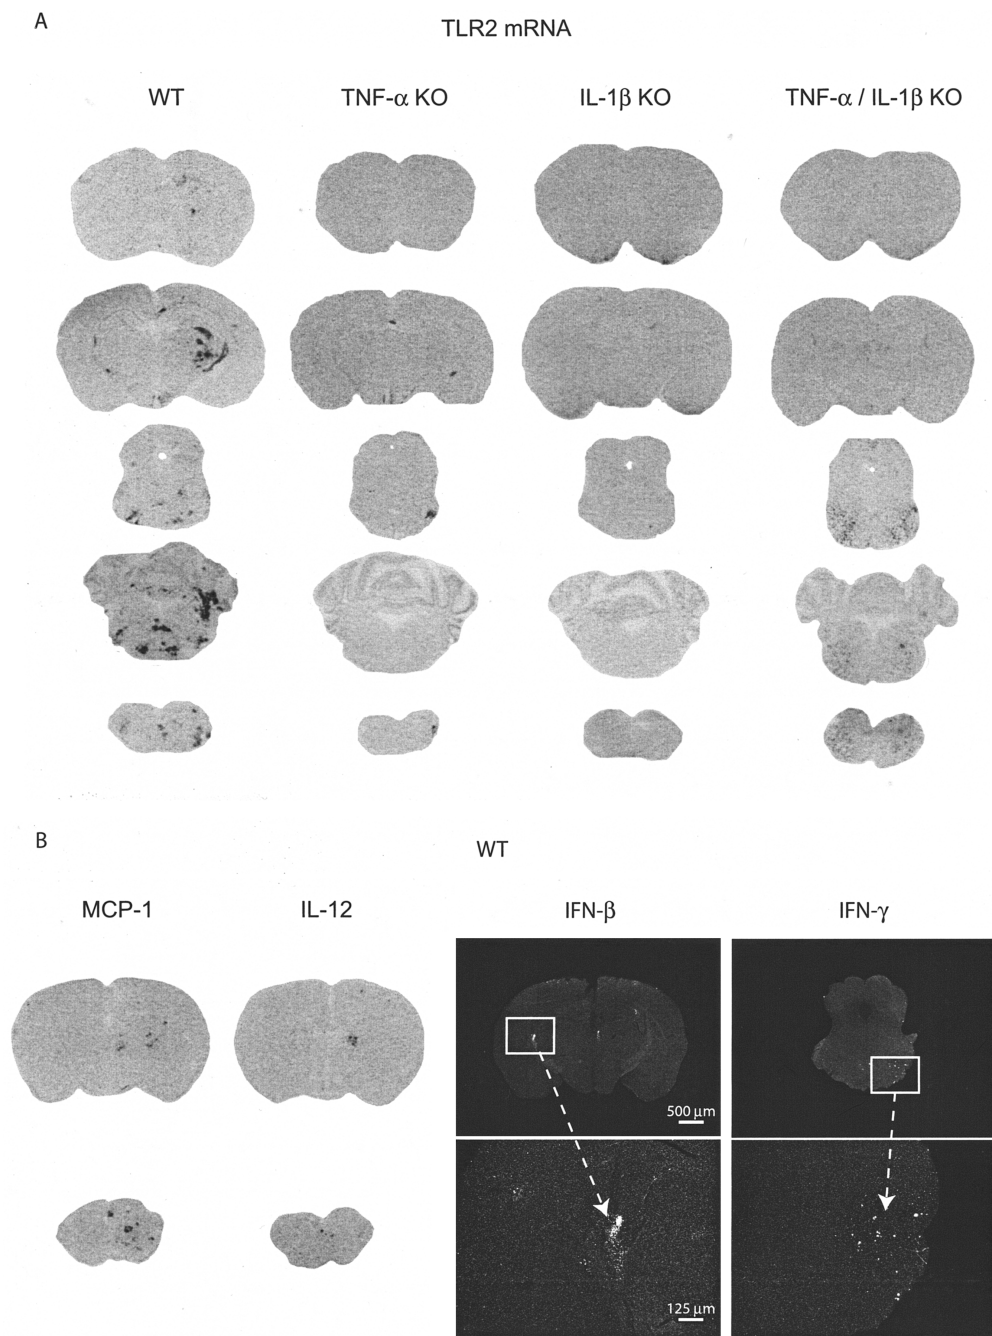 A
TLR2 mRNA
WT
TNF-α KO
IL-1β KO
TNF-α / IL-1β KO
B
WT
MCP-1
IL-12
IFN-β
IFN-γ
500 μm
125 μm